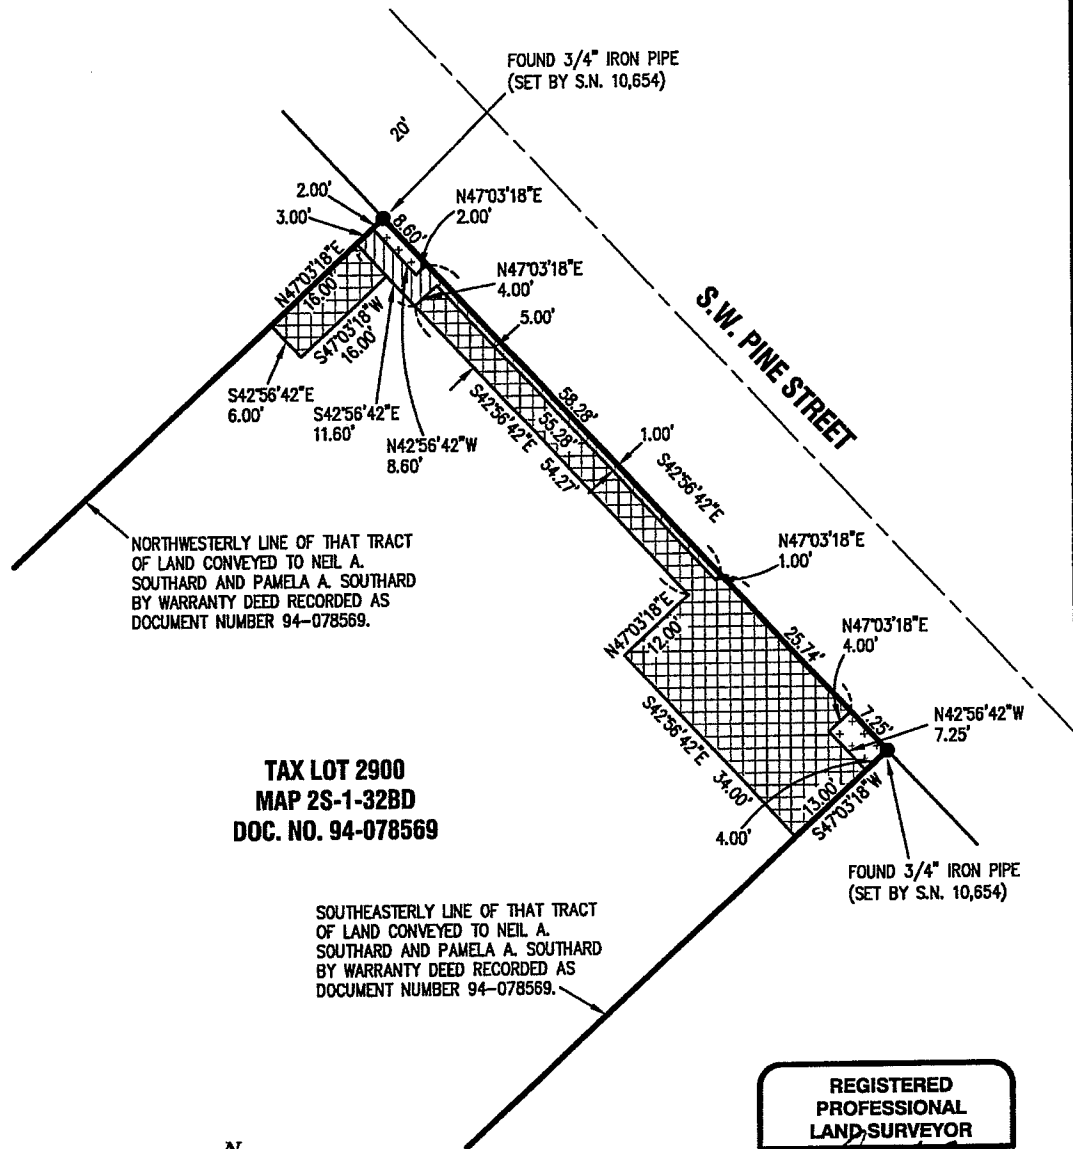 FOUND 3/4" IRON PIPE
(SET BY S.N. 10,654)
20'
2.00'
3.00'
8.60'
N47°03'18"E
2.00'
N47°03'18"E
16.00'
N47°03'18"E
4.00'
5.00'
S47°03'18"W
16.00'
S42°56'42"E
6.00'
S42°56'42"E
11.60'
N42°56'42"W
8.60'
S.W. PINE STREET
58.28'
55.28'
S42°56'42"E 54.27'
1.00'
S42°56'42"E
NORTHWESTERLY LINE OF THAT TRACT
OF LAND CONVEYED TO NEIL A.
SOUTHARD AND PAMELA A. SOUTHARD
BY WARRANTY DEED RECORDED AS
DOCUMENT NUMBER 94-078569.
N47°03'18"E
1.00'
N47°03'18"E
12.00'
25.74'
N47°03'18"E
4.00'
7.25'
N42°56'42"W
7.25'
S42°56'42"E 34.00'
13.00'
S47°03'18"W
4.00'
TAX LOT 2900
MAP 2S-1-32BD
DOC. NO. 94-078569
FOUND 3/4" IRON PIPE
(SET BY S.N. 10,654)
SOUTHEASTERLY LINE OF THAT TRACT
OF LAND CONVEYED TO NEIL A.
SOUTHARD AND PAMELA A. SOUTHARD
BY WARRANTY DEED RECORDED AS
DOCUMENT NUMBER 94-078569.
REGISTERED
PROFESSIONAL
LAND SURVEYOR
N